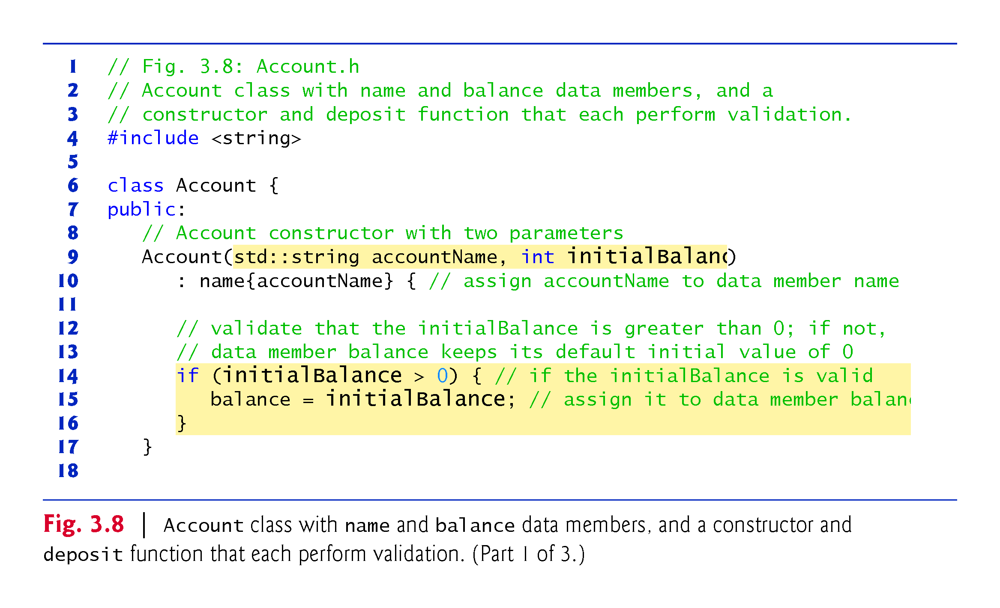 1 // Fig. 3.8: Account.h
2 // Account class with name and balance data members, and a
3 // constructor and deposit function that each perform validation.
4 #include <string>
5
6 class Account {
7 public:
8 // Account constructor with two parameters
9 Account(std::string accountName, int initialBalanc)
10 : name{accountName} { // assign accountName to data member name
11
12 // validate that the initialBalance is greater than 0; if not,
13 // data member balance keeps its default initial value of 0
14 if (initialBalance > 0) { // if the initialBalance is valid
15 balance = initialBalance; // assign it to data member balanc
16 }
17 }
18
Fig. 3.8 | Account class with name and balance data members, and a constructor and
deposit function that each perform validation. (Part 1 of 3.)